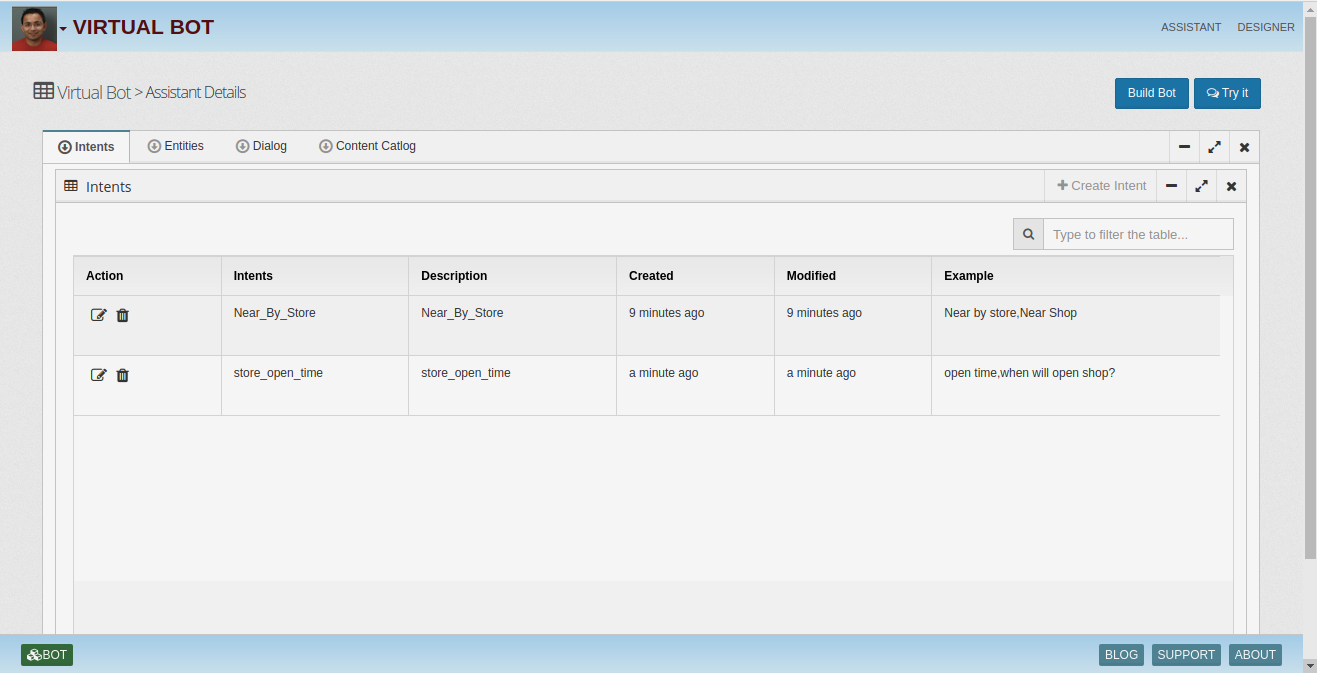 VIRTUAL BOT
ASSISTANT DESIGNER
Virtual Bot > Assistant Details
Build Bot Try it
Intents Entities Dialog Content Catlog
Intents
Create Intent
Type to filter the table...
Action Intents Description Created Modified Example
Near_By_Store Near_By_Store 9 minutes ago 9 minutes ago Near by store,Near Shop
store_open_time store_open_time a minute ago a minute ago open time,when will open shop?
BOT
BLOG SUPPORT ABOUT